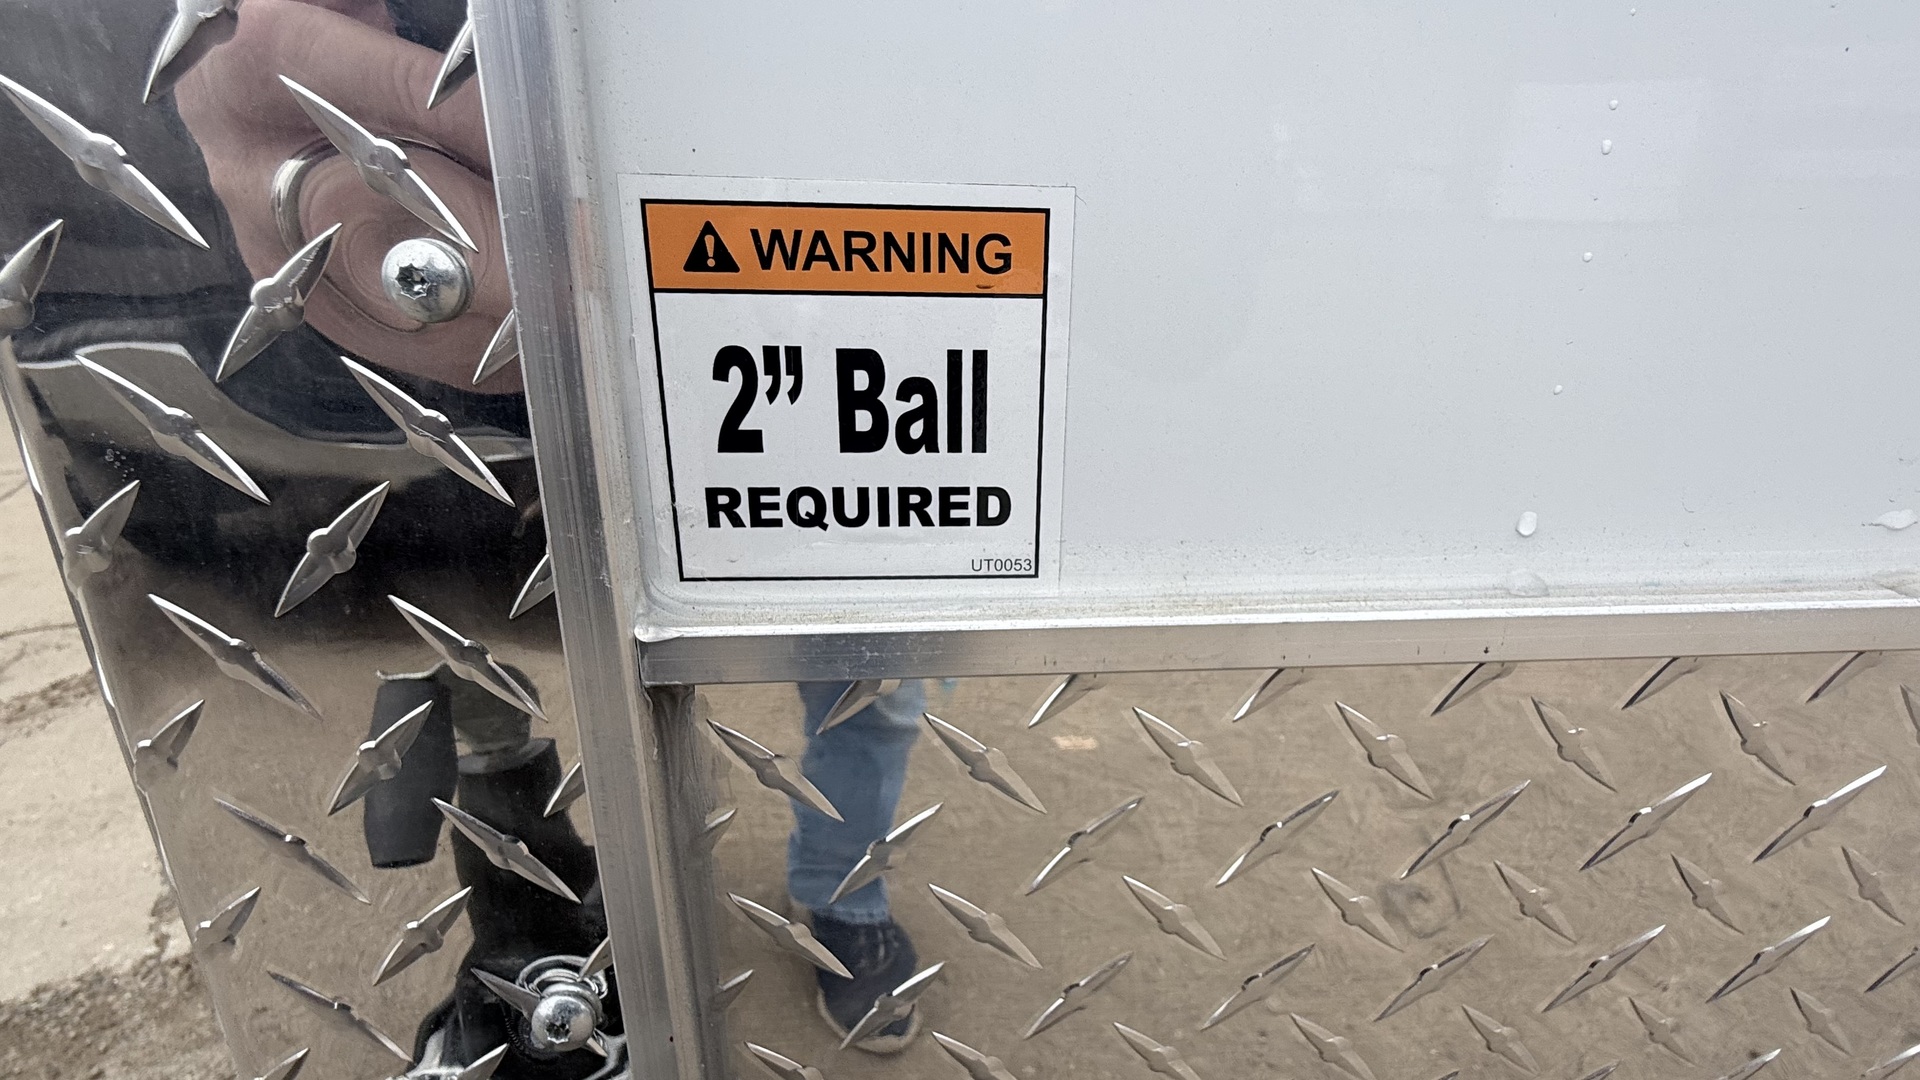 WARNING
2” Ball
REQUIRED
UT0053